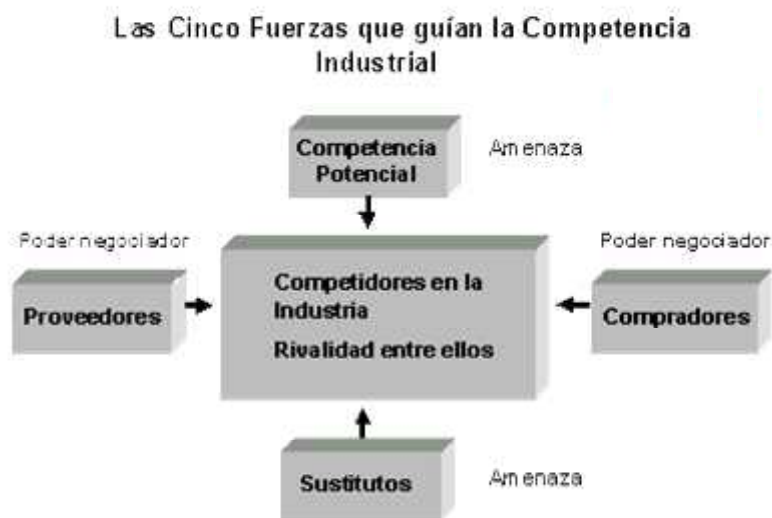 Las Cinco Fuerzas que guían la Competencia
Industrial
Competencia
Potencial
Amenaza
Poder negociador
Poder negociador
Proveedores
Competidores en la
Industria
Rivalidad entre ellos
Compradores
Sustitutos
Amenaza